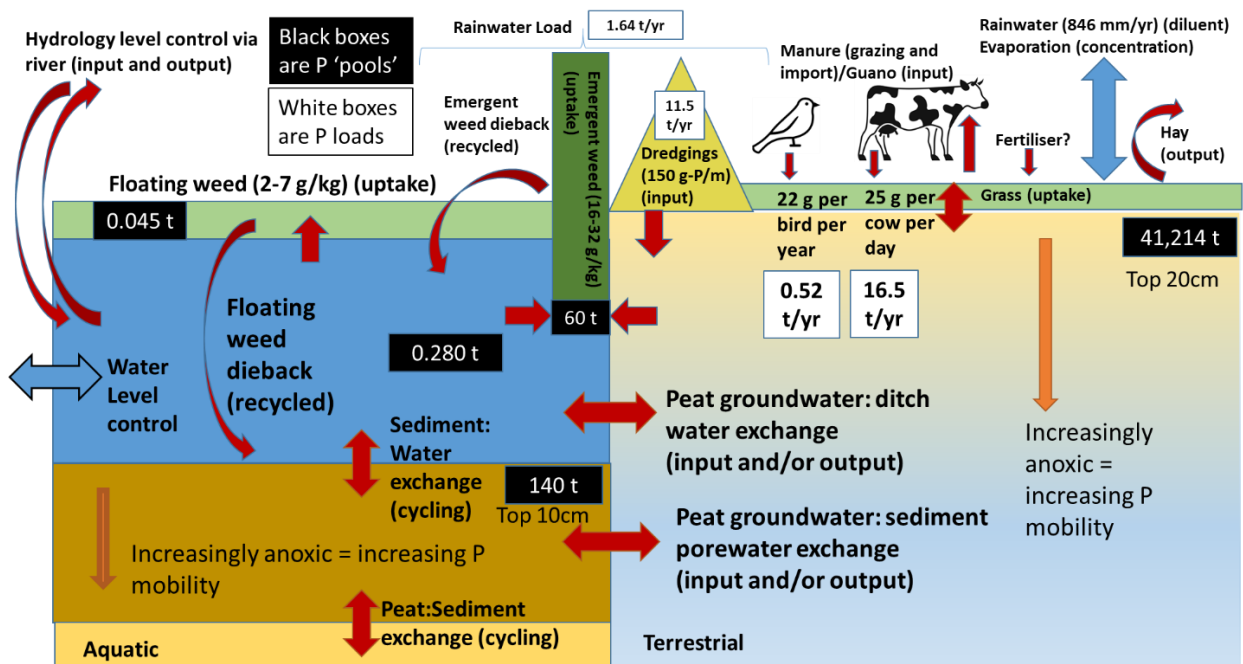 Hydrology level control via
river (input and output)
Black boxes
are P ‘pools’
White boxes
are P loads
Rainwater Load
1.64 t/yr
Emergent
weed dieback
(recycled)
Emergent weed (16-32 g/kg)
(uptake)
11.5
t/yr
Dredgings
(150 g-P/m)
(input)
Manure (grazing and
import)/Guano (input)
Rainwater (846 mm/yr) (diluent)
Evaporation (concentration)
Fertiliser?
Hay
(output)
Floating weed (2-7 g/kg) (uptake)
0.045 t
22 g per
bird per
year
25 g per
cow per
day
Grass (uptake)
41,214 t
Top 20cm
0.52
t/yr
16.5
t/yr
60 t
0.280 t
Floating
weed
dieback
(recycled)
Water
Level
control
Sediment:
Water
exchange
(cycling)
Peat groundwater: ditch
water exchange
(input and/or output)
Increasingly
anoxic =
increasing P
mobility
140 t
Top 10cm
Increasingly anoxic = increasing P
mobility
Peat groundwater: sediment
porewater exchange
(input and/or output)
Peat:Sediment
exchange (cycling)
Aquatic
Terrestrial